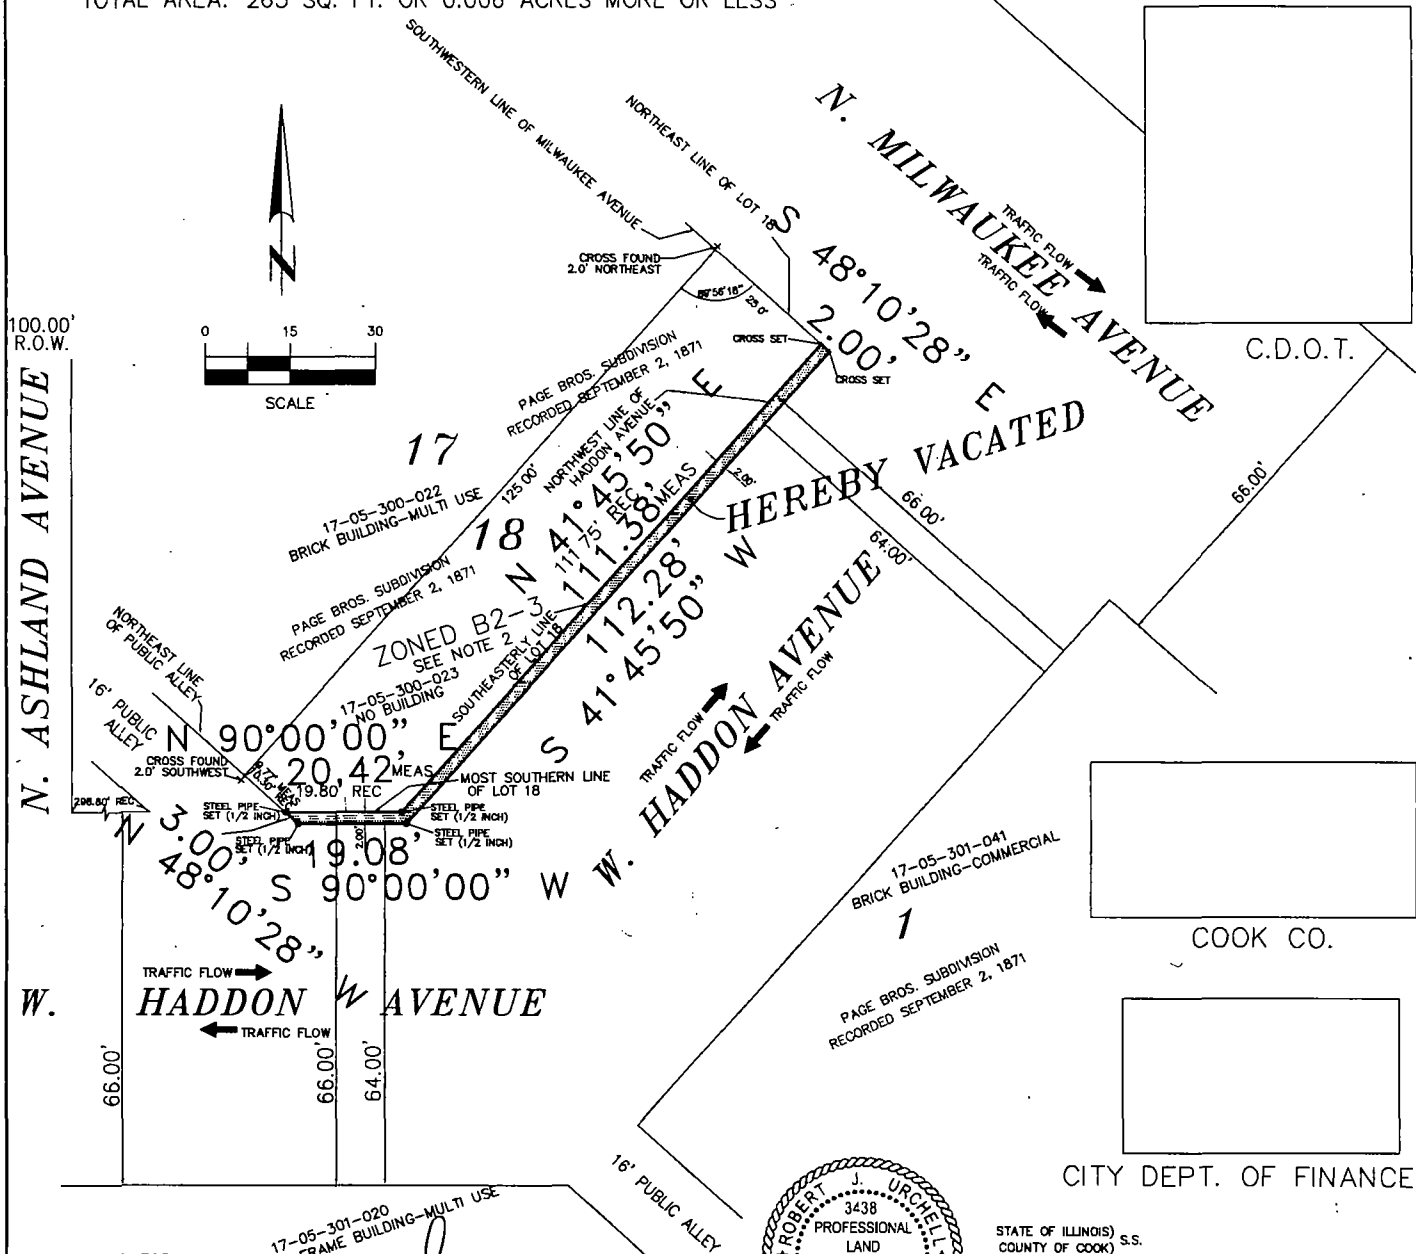 TOTAL AREA: 265 SQ. FT. OR 0.006 ACRES MORE OR LESS
SOUTHWESTERN LINE OF MILWAUKEE AVENUE
NORTHEAST LINE OF LOT 18
N. MILWAUKEE AVENUE
TRAFFIC FLOW
TRAFFIC FLOW
C.D.O.T.
N
0 15 30
SCALE
100.00'
R.O.W.
N. ASHLAND AVENUE
CROSS FOUND
2.0' NORTHEAST
89°56'18"
25.0'
S 48°10'28" E
2.00'
CROSS SET
CROSS SET
PAGE BROS. SUBDIVISION
RECORDED SEPTEMBER 2, 1871
NORTHWEST LINE OF
HADDON AVENUE
17
17-05-300-022
BRICK BUILDING-MULTI USE
125.00'
18
N 41°45'50" E
111.75' REC
111.38' MEAS
2.00'
HEREBY VACATED
66.00'
64.00'
66.00'
112.28'
S 41°45'50" W
PAGE BROS. SUBDIVISION
RECORDED SEPTEMBER 2, 1871
ZONED B2-3
SEE NOTE 2
17-05-300-023
NO BUILDING
SOUTHEASTERLY LINE
OF LOT 18
NORTHEAST LINE
OF PUBLIC ALLEY
16' PUBLIC
ALLEY
N 90°00'00" E
20.42' MEAS
19.80' REC
CROSS FOUND
2.0' SOUTHWEST
MOST SOUTHERN LINE
OF LOT 18
298.80' REC
STEEL PIPE
SET (1/2 INCH)
STEEL PIPE
SET (1/2 INCH)
STEEL PIPE
SET (1/2 INCH)
STEEL PIPE
SET (1/2 INCH)
2.00'
19.08'
S 90°00'00" W
3.00'
N 48°10'28" W
W. HADDON AVENUE
TRAFFIC FLOW
TRAFFIC FLOW
17-05-301-041
BRICK BUILDING-COMMERCIAL
1
PAGE BROS. SUBDIVISION
RECORDED SEPTEMBER 2, 1871
COOK CO.
TRAFFIC FLOW
W. HADDON AVENUE
TRAFFIC FLOW
66.00'
66.00'
64.00'
CITY DEPT. OF FINANCE
16' PUBLIC ALLEY
17-05-301-020
FRAME BUILDING-MULTI USE
ROBERT J. URCHELL
3438
PROFESSIONAL
LAND
STATE OF ILLINOIS) S.S.
COUNTY OF COOK)